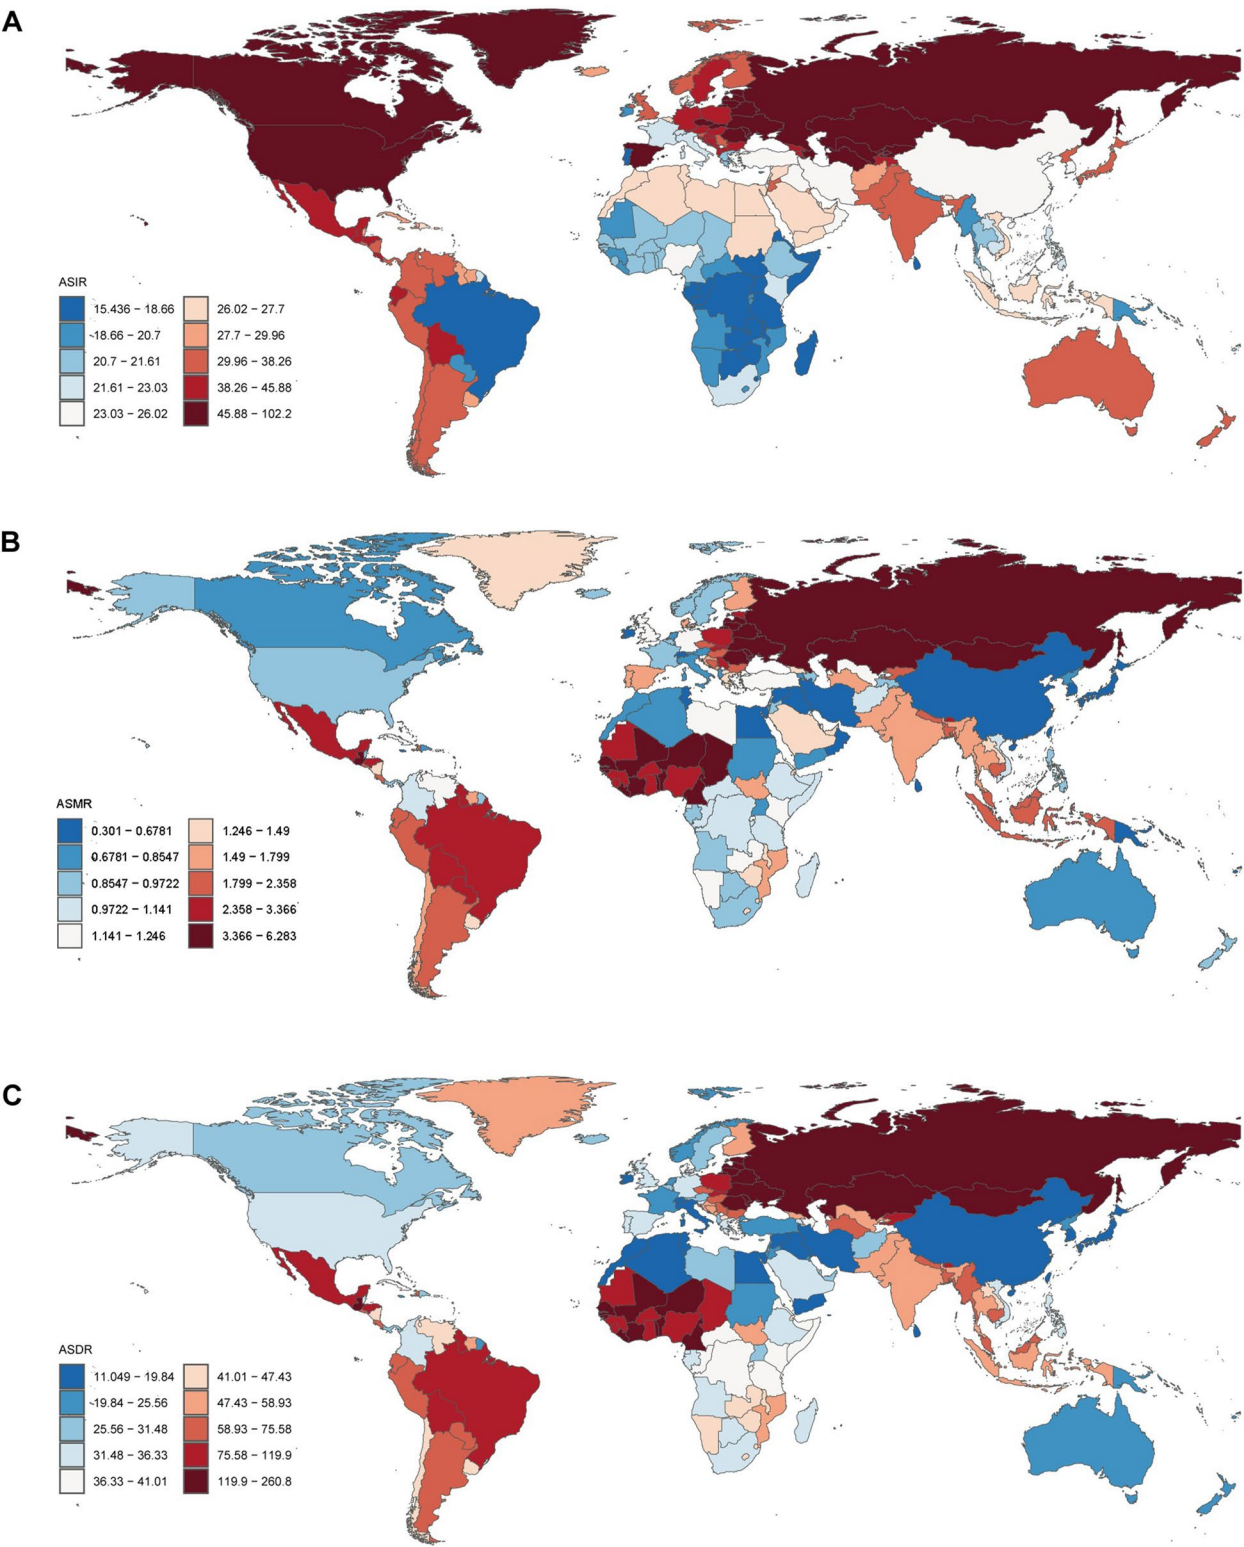 A
ASIR
15.436 – 18.66 26.02 – 27.7
18.66 – 20.7 27.7 – 29.96
20.7 – 21.61 29.96 – 38.26
21.61 – 23.03 38.26 – 45.88
23.03 – 26.02 45.88 – 102.2
B
ASMR
0.301 – 0.6781 1.246 – 1.49
0.6781 – 0.8547 1.49 – 1.799
0.8547 – 0.9722 1.799 – 2.358
0.9722 – 1.141 2.358 – 3.366
1.141 – 1.246 3.366 – 6.283
C
ASDR
11.049 – 19.84 41.01 – 47.43
19.84 – 25.56 47.43 – 58.93
25.56 – 31.48 58.93 – 75.58
31.48 – 36.33 75.58 – 119.9
36.33 – 41.01 119.9 – 260.8